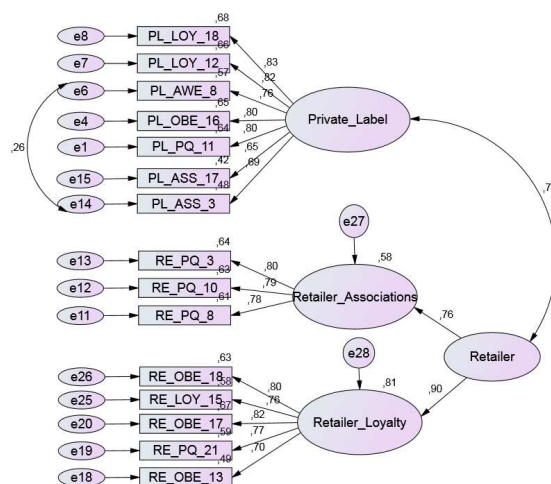 ,68
e8 PL_LOY_18
,66 ,83
e7 PL_LOY_12
,57 ,82
e6 PL_AWE_8 ,76
,65
e4 PL_OBE_16 ,80 Private_Label
,64 ,80
e1 PL_PQ_11
,26 ,42 ,65
e15 PL_ASS_17
,48 ,69
e14 PL_ASS_3
e27
,64 ,58
e13 RE_PQ_3
,63 ,80
e12 RE_PQ_10 ,79 Retailer_Associations
,61
e11 RE_PQ_8 ,78 ,76
e28 Retailer
,63 ,81 ,90
e26 RE_OBE_18
,58 ,80
e25 RE_LOY_15 ,76
,67
e20 RE_OBE_17 ,82 Retailer_Loyalty
,59 ,77
e19 RE_PQ_21
,49 ,70
e18 RE_OBE_13